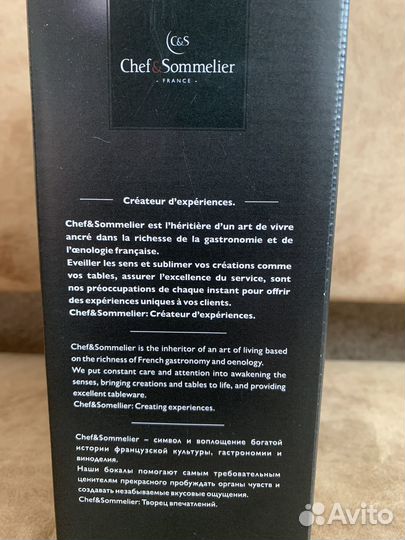 C&S
Chef&Sommelier
- FRANCE -
Créateur d'expériences.
Chef&Sommelier est l'héritière d'un art de vivre
ancré dans la richesse de la gastronomie et de
l'œnologie française.
Eveiller les sens et sublimer vos créations comme
vos tables, assurer l'excellence du service, sont
nos préoccupations de chaque instant pour offrir
des expériences uniques à vos clients.
Chef&Sommelier: Créateur d'expériences.
Chef&Sommelier is the inheritor of an art of living based
on the richness of French gastronomy and oenology.
We put constant care and attention into awakening the
senses, bringing creations and tables to life, and providing
excellent tableware.
Chef&Somellier: Creating experiences.
Chef&Sommelier – символ и воплощение богатой
истории французской культуры, гастрономии и
виноделия.
Наши бокалы помогают самым требовательным
ценителям прекрасного пробуждать органы чувств и
создавать незабываемые вкусовые ощущения.
Chef&Sommelier: Творец впечатлений.
Avito